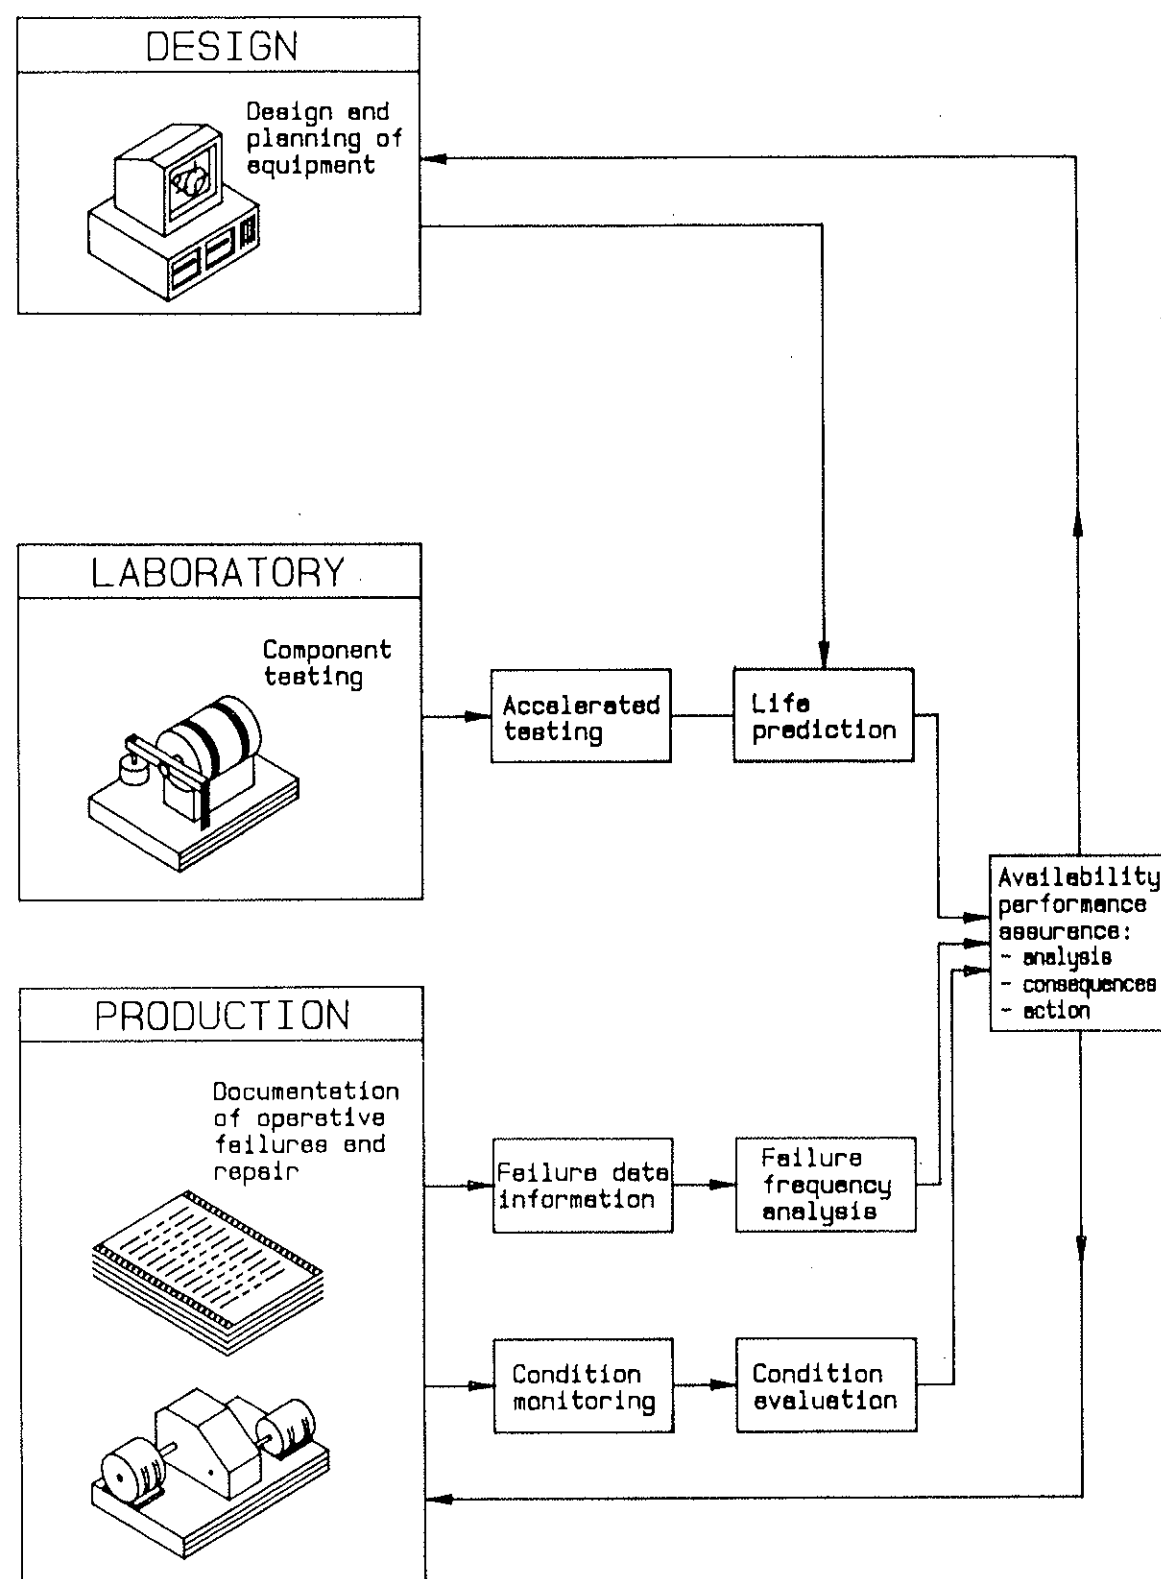 DESIGN
Design and
planning of
equipment
LABORATORY
Component
testing
Accelerated
testing
Life
prediction
Availability
performance
assurance:
- analysis
- consequences
- action
PRODUCTION
Documentation
of operative
failures and
repair
Failure data
information
Failure
frequency
analysis
Condition
monitoring
Condition
evaluation